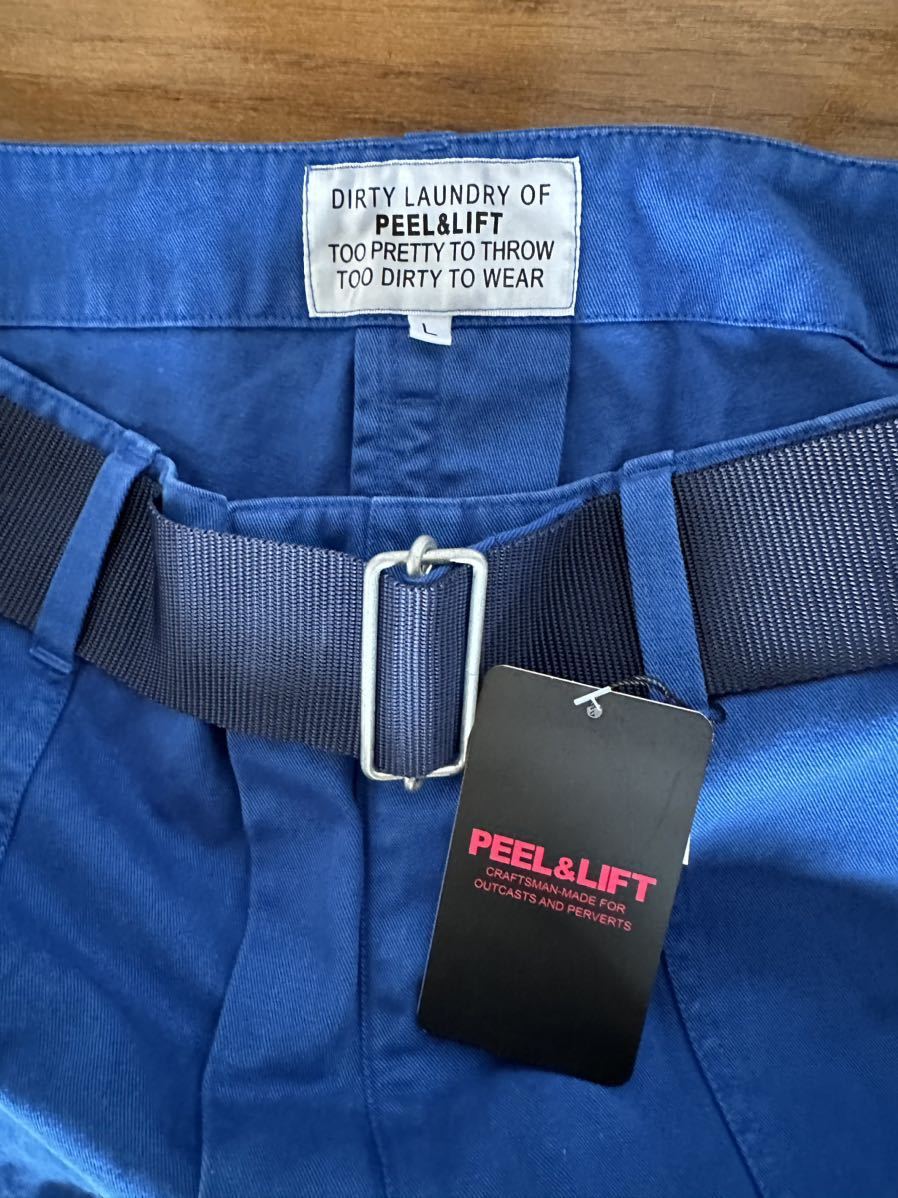 DIRTY LAUNDRY OF
PEEL&LIFT
TOO PRETTY TO THROW
TOO DIRTY TO WEAR
L
PEEL&LIFT
CRAFTSMAN-MADE FOR
OUTCASTS AND PERVERTS